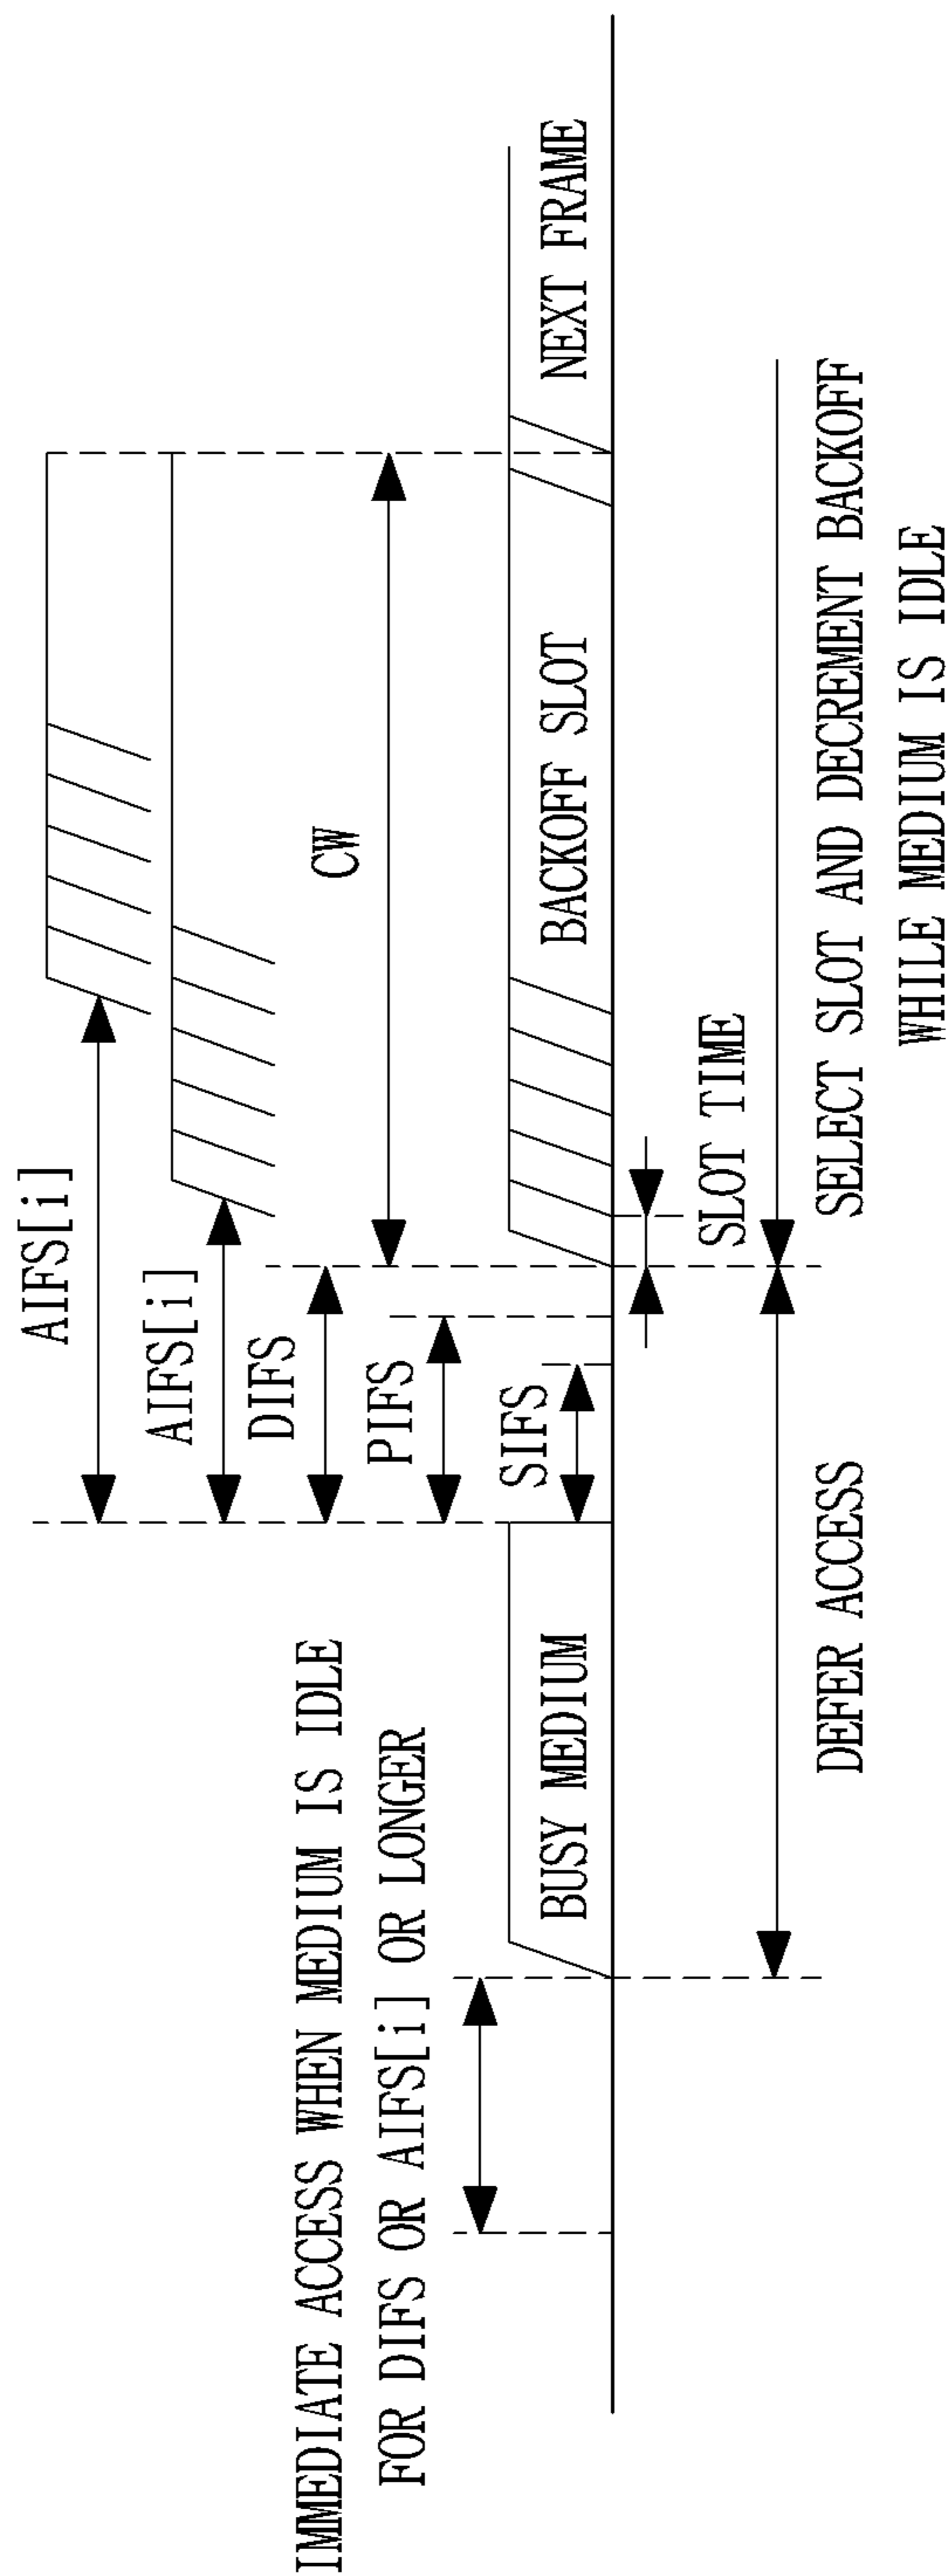 AIFS[i]
AIFS[i]
IMMEDIATE ACCESS WHEN MEDIUM IS IDLE
FOR DIFS OR AIFS[i] OR LONGER
DIFS
PIFS
SIFS
CW
BUSY MEDIUM
BACKOFF SLOT
NEXT FRAME
SLOT TIME
DEFER ACCESS
SELECT SLOT AND DECREMENT BACKOFF
WHILE MEDIUM IS IDLE